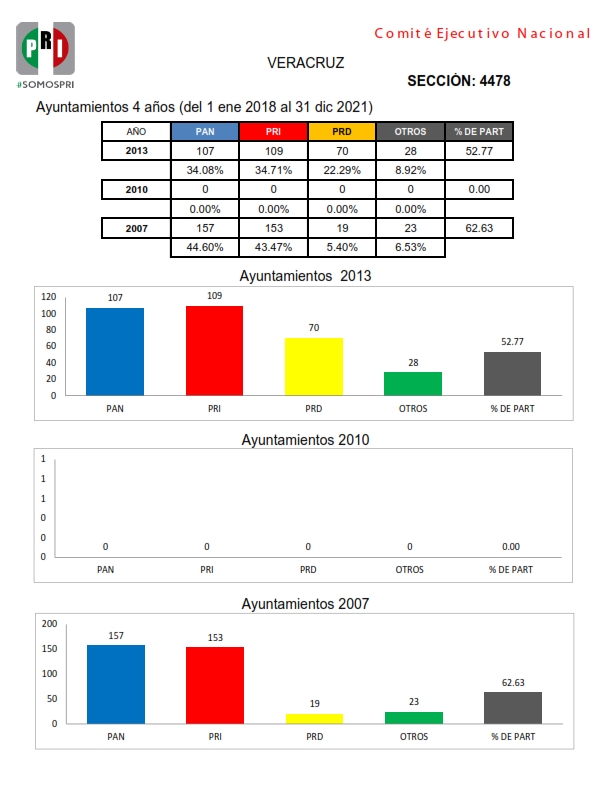 Comité Ejecutivo Nacional
PRI
#SOMOSPRI
VERACRUZ
SECCIÓN: 4478
Ayuntamientos 4 años (del 1 ene 2018 al 31 dic 2021)
AÑO PAN PRI PRD OTROS % DE PART
2013 107 109 70 28 52.77
34.08% 34.71% 22.29% 8.92%
2010 0 0 0 0 0.00
0.00% 0.00% 0.00% 0.00%
2007 157 153 19 23 62.63
44.60% 43.47% 5.40% 6.53%
Ayuntamientos 2013
120
100
80
60
40
20
0
107 109 70 28 52.77
PAN PRI PRD OTROS % DE PART
Ayuntamientos 2010
1
1
1
0
0
0
0 0 0 0 0.00
PAN PRI PRD OTROS % DE PART
Ayuntamientos 2007
200
150
100
50
0
157 153 19 23 62.63
PAN PRI PRD OTROS % DE PART